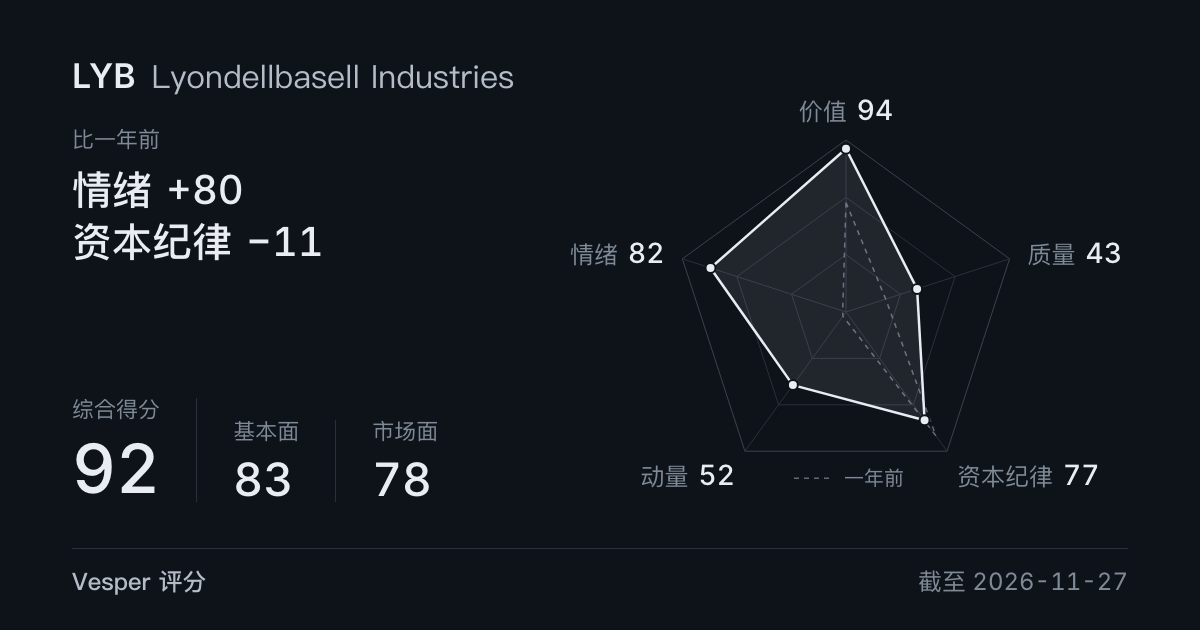 LYB Lyondellbasell Industries
比一年前
情绪 +80
资本纪律 −11
综合得分
92
基本面
83
市场面
78
价值 94
情绪 82
质量 43
动量 52
一年前
资本纪律 77
Vesper 评分
截至 2026-11-27